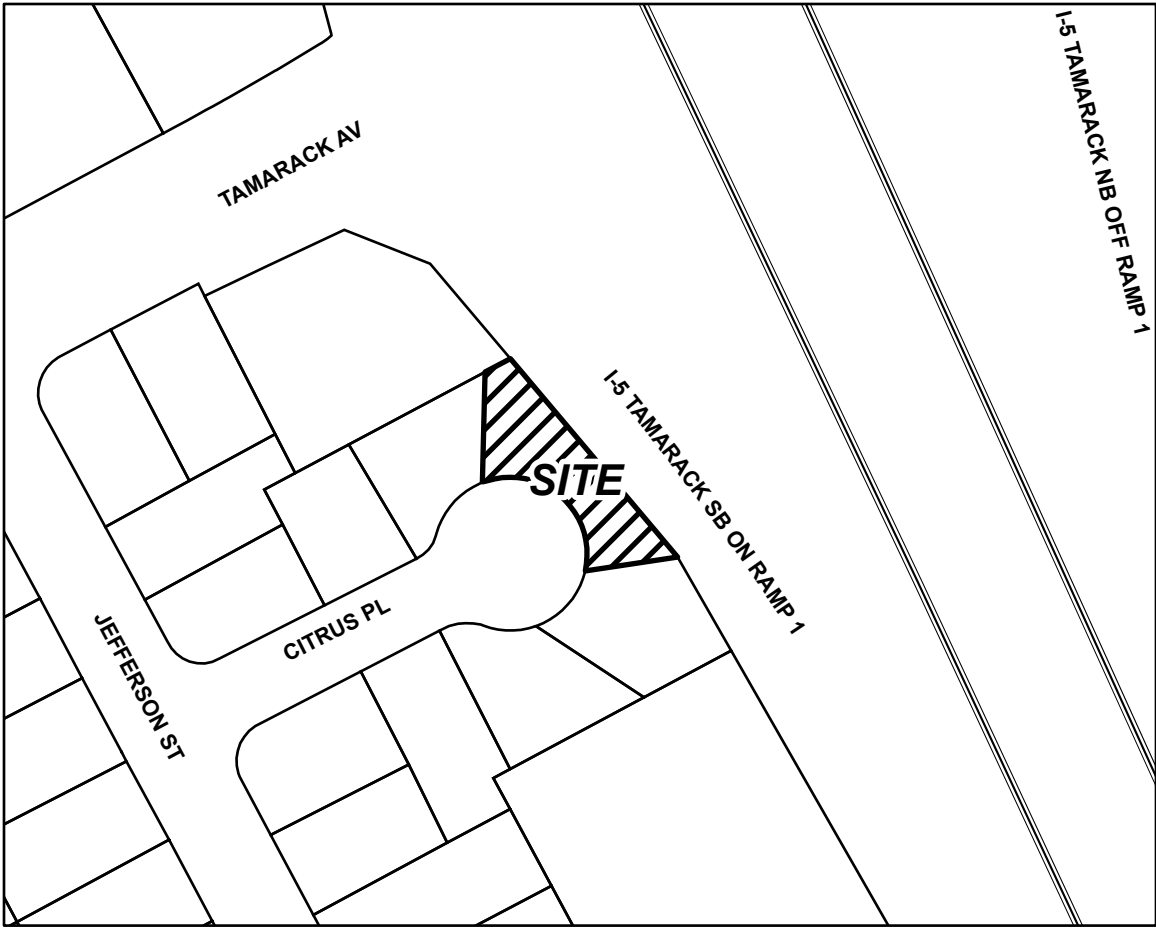 I-5 TAMARACK NB OFF RAMP 1
TAMARACK AV
I-5 TAMARACK SB ON RAMP 1
SITE
CITRUS PL
JEFFERSON ST